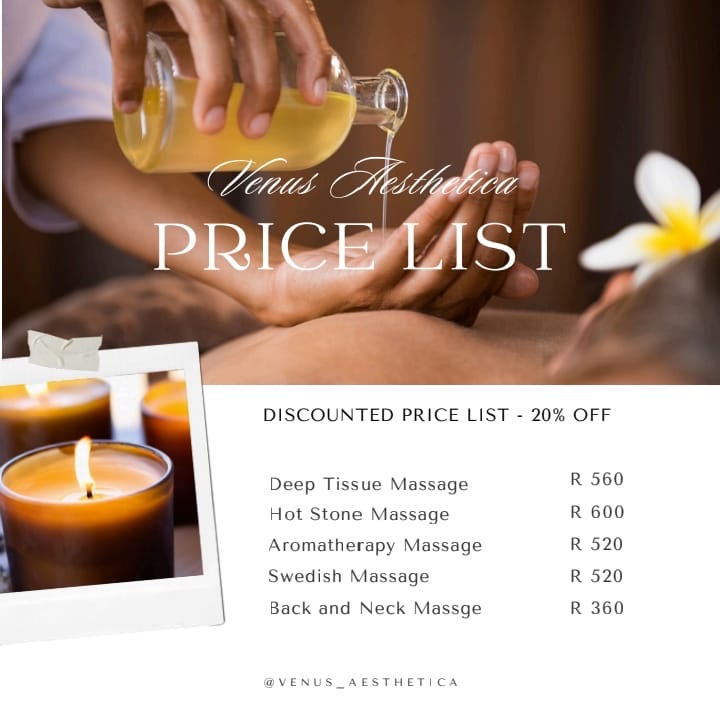 Venus Aesthetica
PRICE LIST
DISCOUNTED PRICE LIST - 20% OFF
Deep Tissue Massage R 560
Hot Stone Massage R 600
Aromatherapy Massage R 520
Swedish Massage R 520
Back and Neck Massge R 360
@VENUS_AESTHETICA